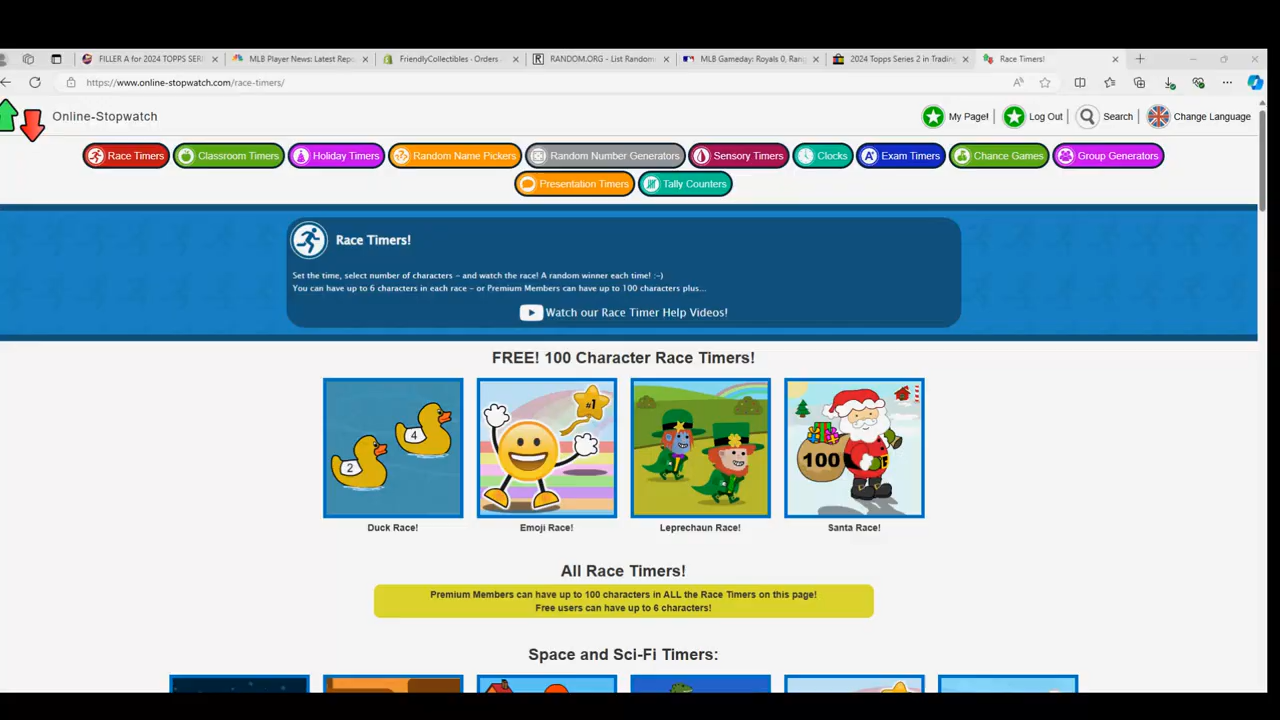 FILLER A for 2024 TOPPS SERI
MLB Player News: Latest Repo
FriendlyCollectibles · Orders
RANDOM.ORG - List Random
MLB Gameday: Royals 0, Rang
2024 Topps Series 2 in Trading
Race Timers!
https://www.online-stopwatch.com/race-timers/
Online-Stopwatch
My Page!
Log Out
Search
Change Language
Race Timers
Classroom Timers
Holiday Timers
Random Name Pickers
Random Number Generators
Sensory Timers
Clocks
Exam Timers
Chance Games
Group Generators
Presentation Timers
Tally Counters
Race Timers!
Set the time, select number of characters – and watch the race! A random winner each time! :-)
You can have up to 6 characters in each race – or Premium Members can have up to 100 characters plus...
Watch our Race Timer Help Videos!
FREE! 100 Character Race Timers!
2
4
#1
100
Duck Race!
Emoji Race!
Leprechaun Race!
Santa Race!
All Race Timers!
Premium Members can have up to 100 characters in ALL the Race Timers on this page!
Free users can have up to 6 characters!
Space and Sci-Fi Timers: